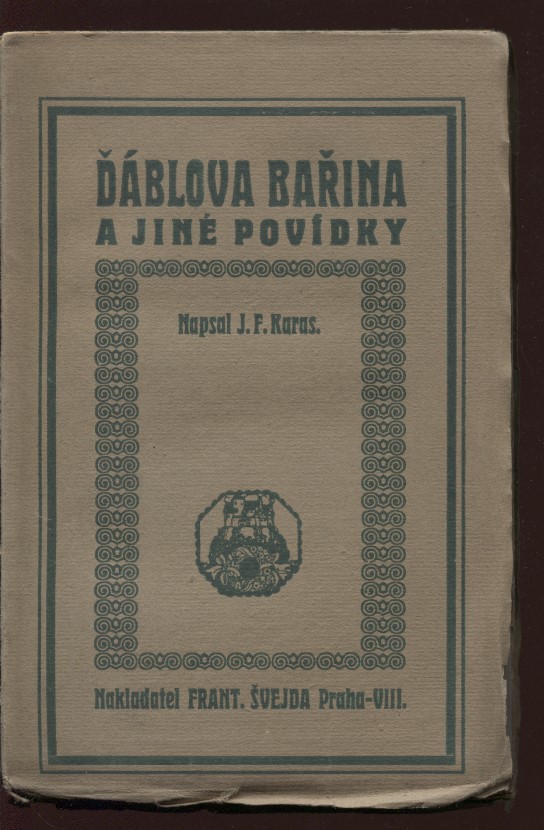 ĎÁBLOVA BAŘINA
A JINÉ POVÍDKY
Napsal J. F. Karas.
Nakladatel FRANT. ŠVEJDA Praha-VIII.